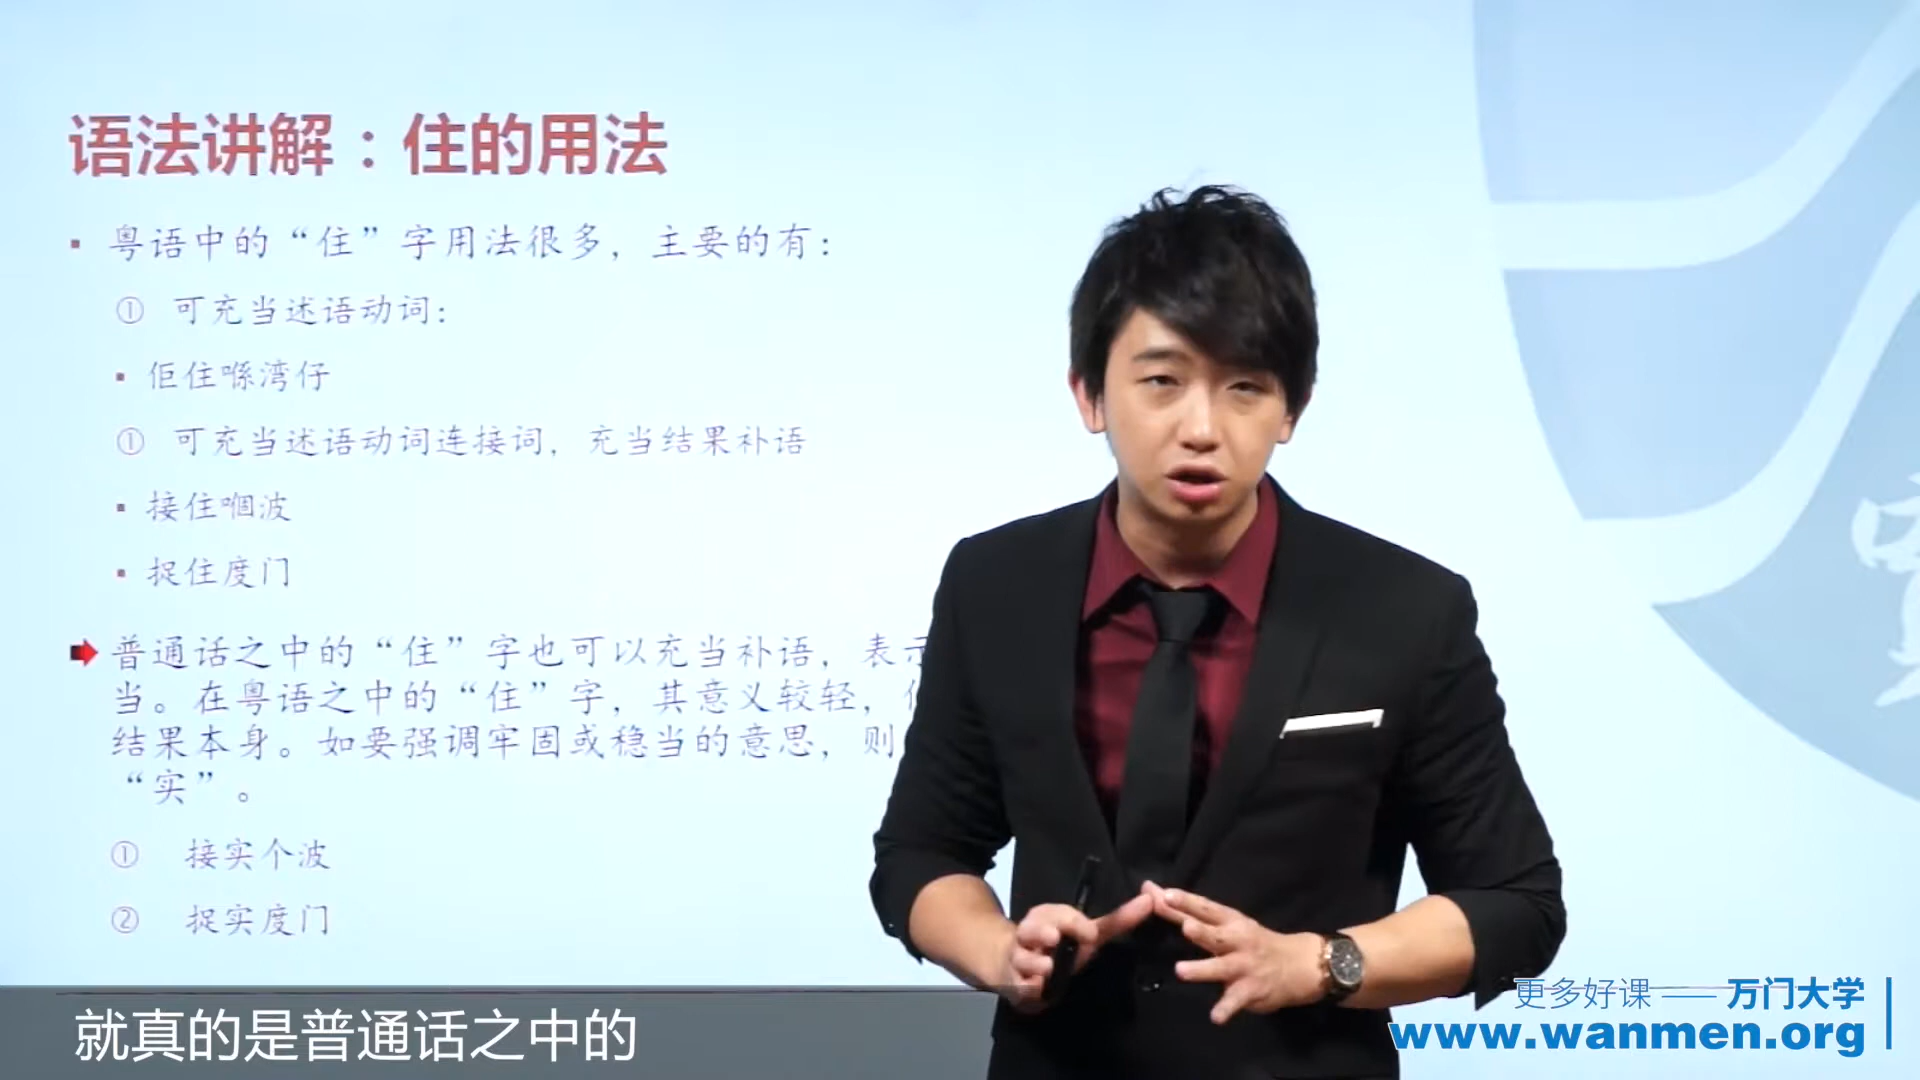 语法讲解：住的用法
▪ 粤语中的“住”字用法很多，主要的有：
① 可充当述语动词：
▪ 佢住喺湾仔
① 可充当述语动词连接词，充当结果补语
▪ 接住嗰波
▪ 捉住度门
普通话之中的“住”字也可以充当补语，表示
当。在粤语之中的“住”字，其意义较轻，
结果本身。如要强调牢固或稳当的意思，则
“实”。
① 接实个波
② 捉实度门
就真的是普通话之中的
更多好课 —— 万门大学
www.wanmen.org